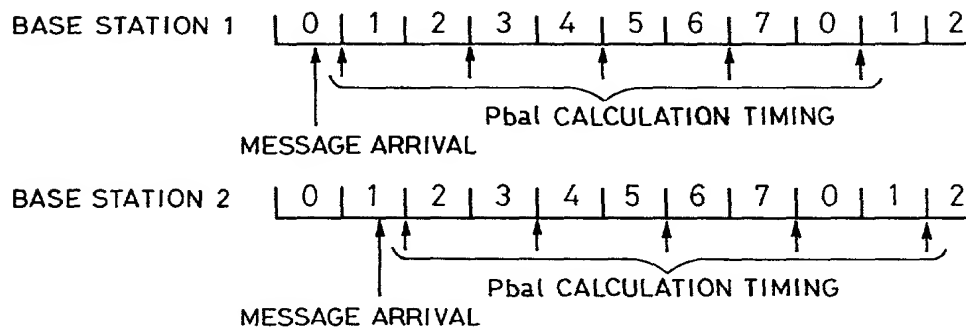 BASE STATION 1 0 1 2 3 4 5 6 7 0 1 2
Pbal CALCULATION TIMING
MESSAGE ARRIVAL
BASE STATION 2 0 1 2 3 4 5 6 7 0 1 2
Pbal CALCULATION TIMING
MESSAGE ARRIVAL